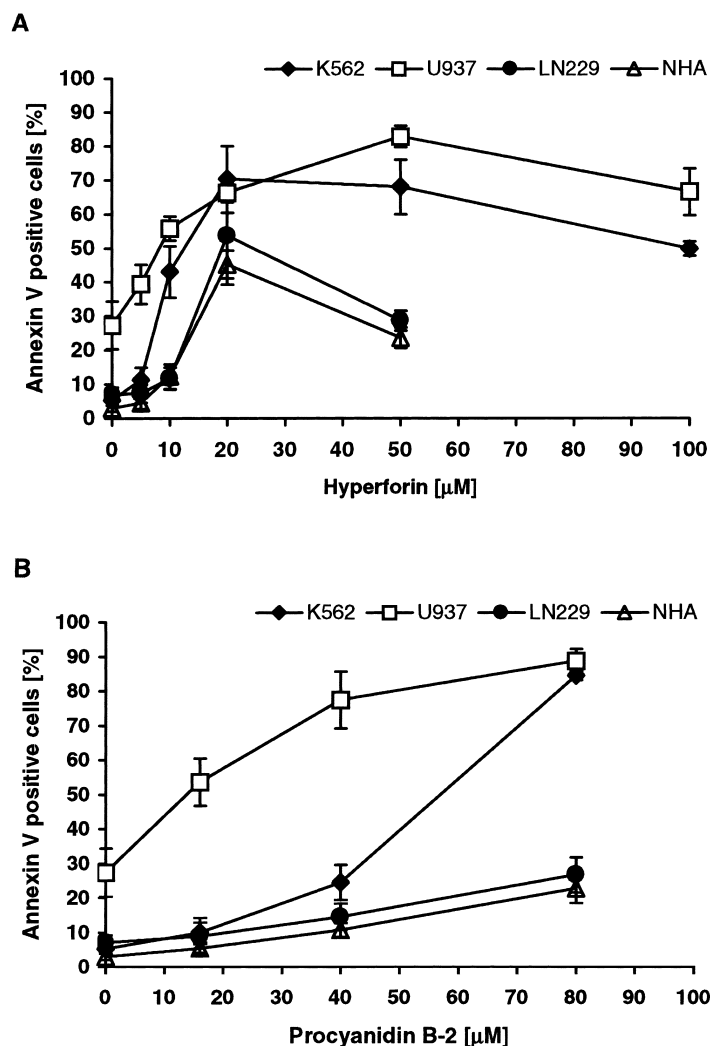 A
K562 U937 LN229 NHA
Annexin V positive cells [%]
100
90
80
70
60
50
40
30
20
10
0
0 10 20 30 40 50 60 70 80 90 100
Hyperforin [μM]
B
K562 U937 LN229 NHA
Annexin V positive cells [%]
100
90
80
70
60
50
40
30
20
10
0
0 10 20 30 40 50 60 70 80 90 100
Procyanidin B-2 [μM]